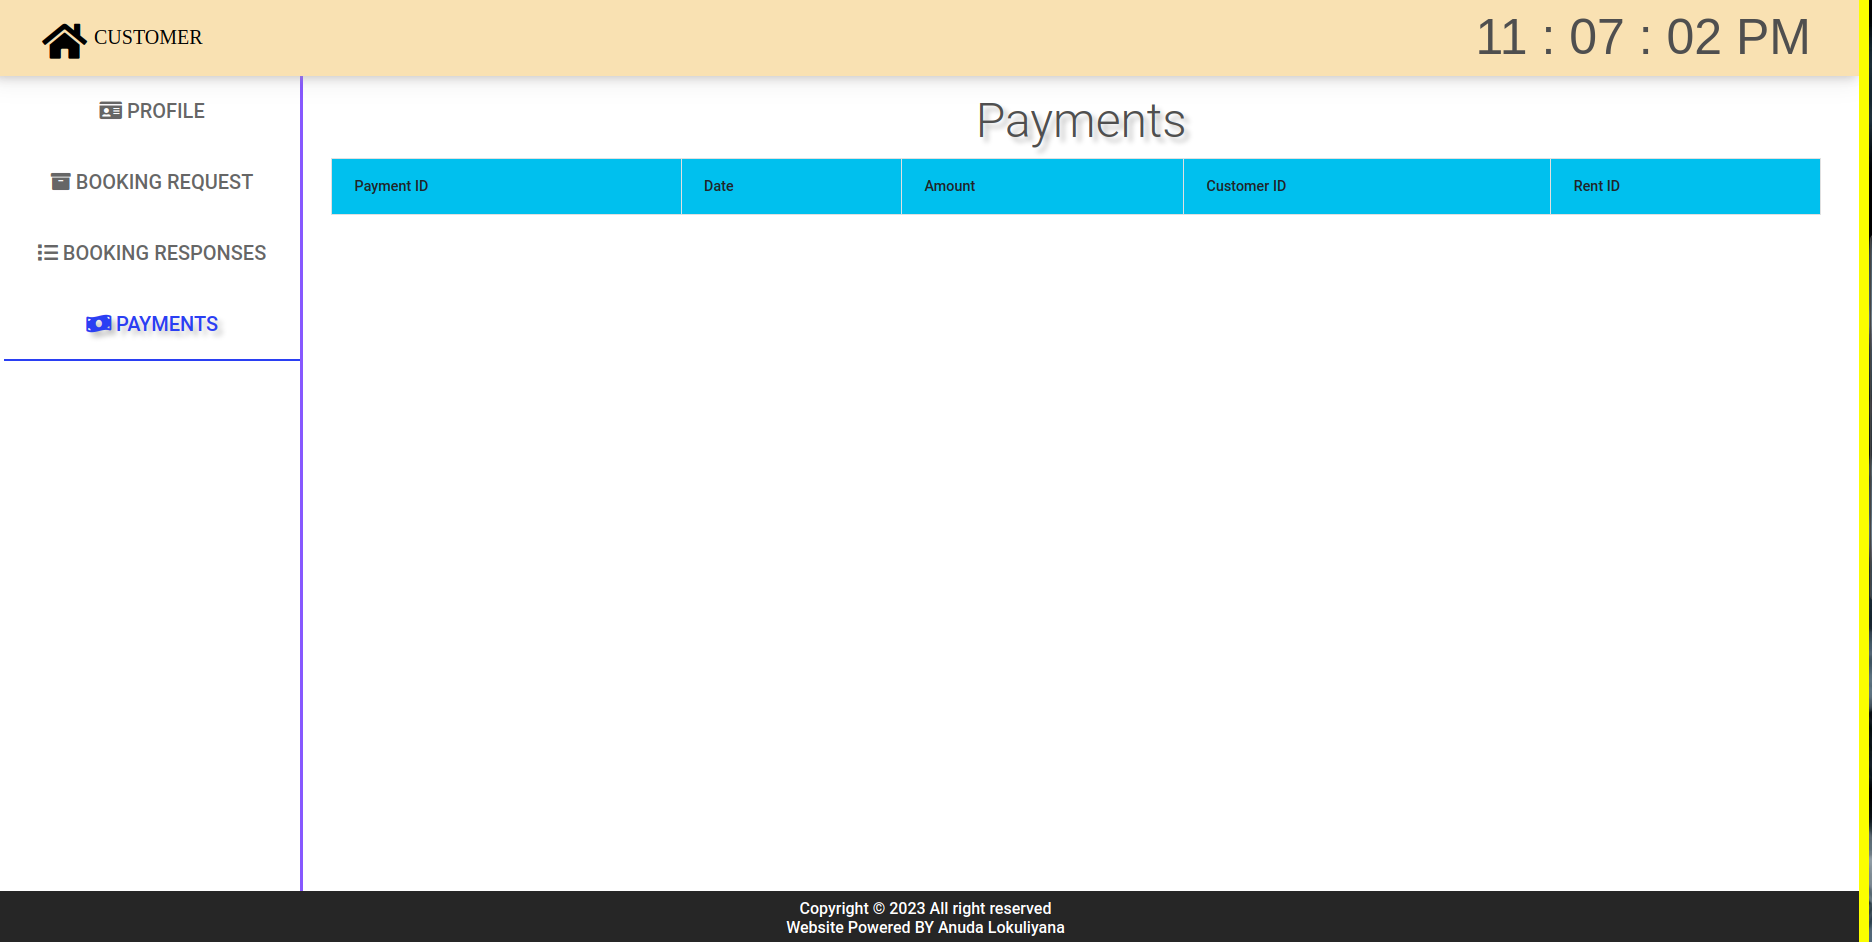 CUSTOMER
11 : 07 : 02 PM
PROFILE
BOOKING REQUEST
BOOKING RESPONSES
PAYMENTS
Payments
Payment ID Date Amount Customer ID Rent ID
Copyright © 2023 All right reserved
Website Powered BY Anuda Lokuliyana